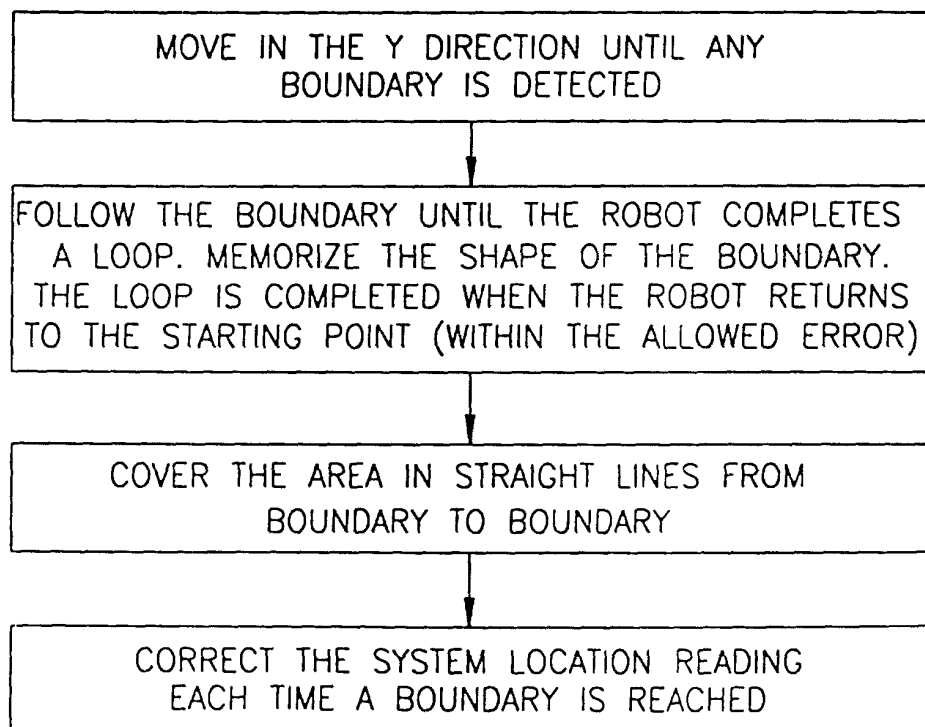 MOVE IN THE Y DIRECTION UNTIL ANY
BOUNDARY IS DETECTED
FOLLOW THE BOUNDARY UNTIL THE ROBOT COMPLETES
A LOOP. MEMORIZE THE SHAPE OF THE BOUNDARY.
THE LOOP IS COMPLETED WHEN THE ROBOT RETURNS
TO THE STARTING POINT (WITHIN THE ALLOWED ERROR)
COVER THE AREA IN STRAIGHT LINES FROM
BOUNDARY TO BOUNDARY
CORRECT THE SYSTEM LOCATION READING
EACH TIME A BOUNDARY IS REACHED